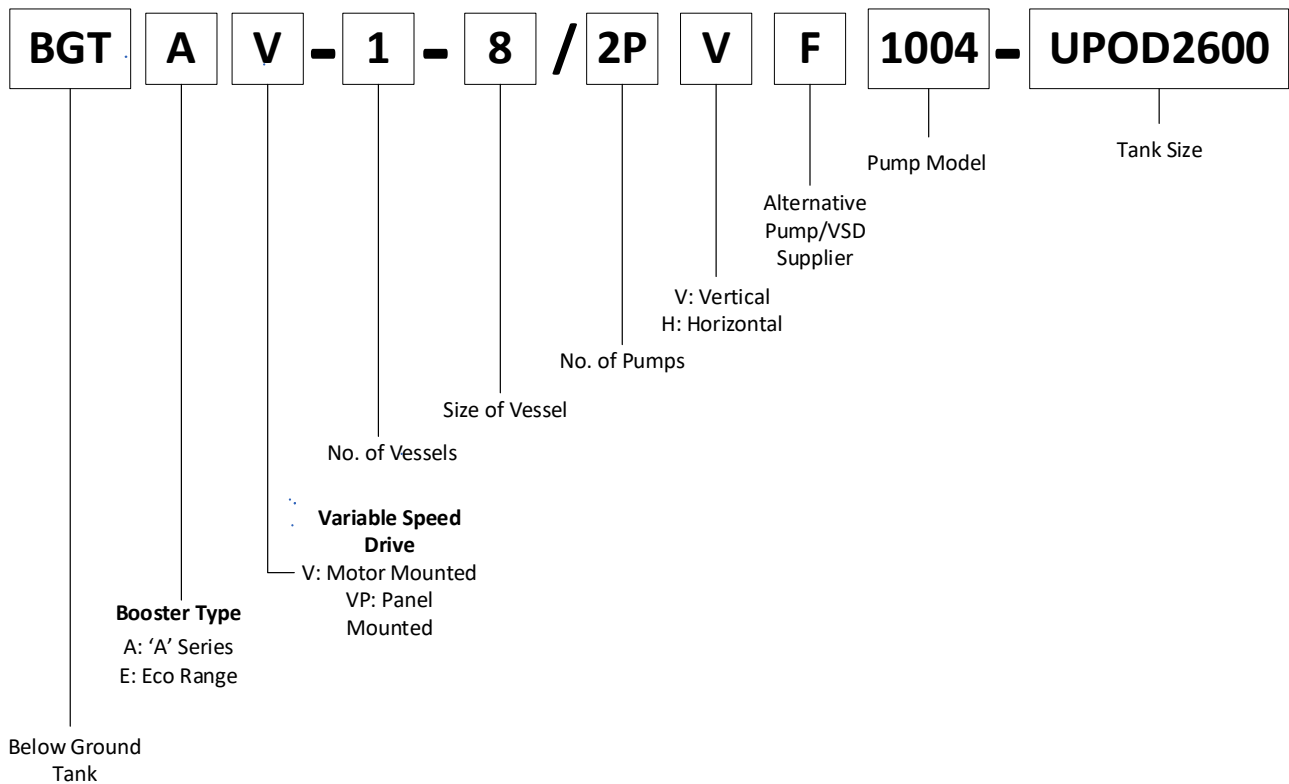 BGT A V - 1 - 8 / 2P V F 1004 - UPOD2600
Tank Size
Pump Model
Alternative
Pump/VSD
Supplier
V: Vertical
H: Horizontal
No. of Pumps
Size of Vessel
No. of Vessels
Variable Speed
Drive
V: Motor Mounted
VP: Panel
Mounted
Booster Type
A: ‘A’ Series
E: Eco Range
Below Ground
Tank